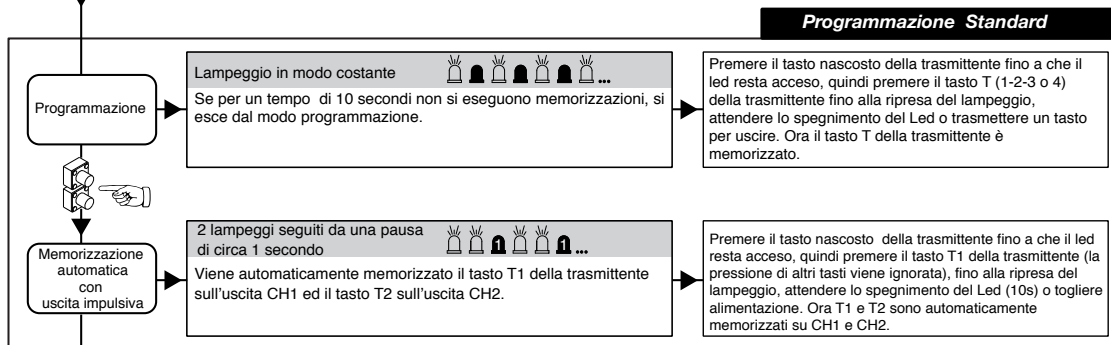 Programmazione Standard
Programmazione
Lampeggio in modo costante
...
Se per un tempo di 10 secondi non si eseguono memorizzazioni, si
esce dal modo programmazione.
Premere il tasto nascosto della trasmittente fino a che il
led resta acceso, quindi premere il tasto T (1-2-3 o 4)
della trasmittente fino alla ripresa del lampeggio,
attendere lo spegnimento del Led o trasmettere un tasto
per uscire. Ora il tasto T della trasmittente è
memorizzato.
Memorizzazione
automatica
con
uscita impulsiva
2 lampeggi seguiti da una pausa
di circa 1 secondo
1 1 ...
Viene automaticamente memorizzato il tasto T1 della trasmittente
sull'uscita CH1 ed il tasto T2 sull'uscita CH2.
Premere il tasto nascosto della trasmittente fino a che il led
resta acceso, quindi premere il tasto T1 della trasmittente (la
pressione di altri tasti viene ignorata), fino alla ripresa del
lampeggio, attendere lo spegnimento del Led (10s) o togliere
alimentazione. Ora T1 e T2 sono automaticamente
memorizzati su CH1 e CH2.